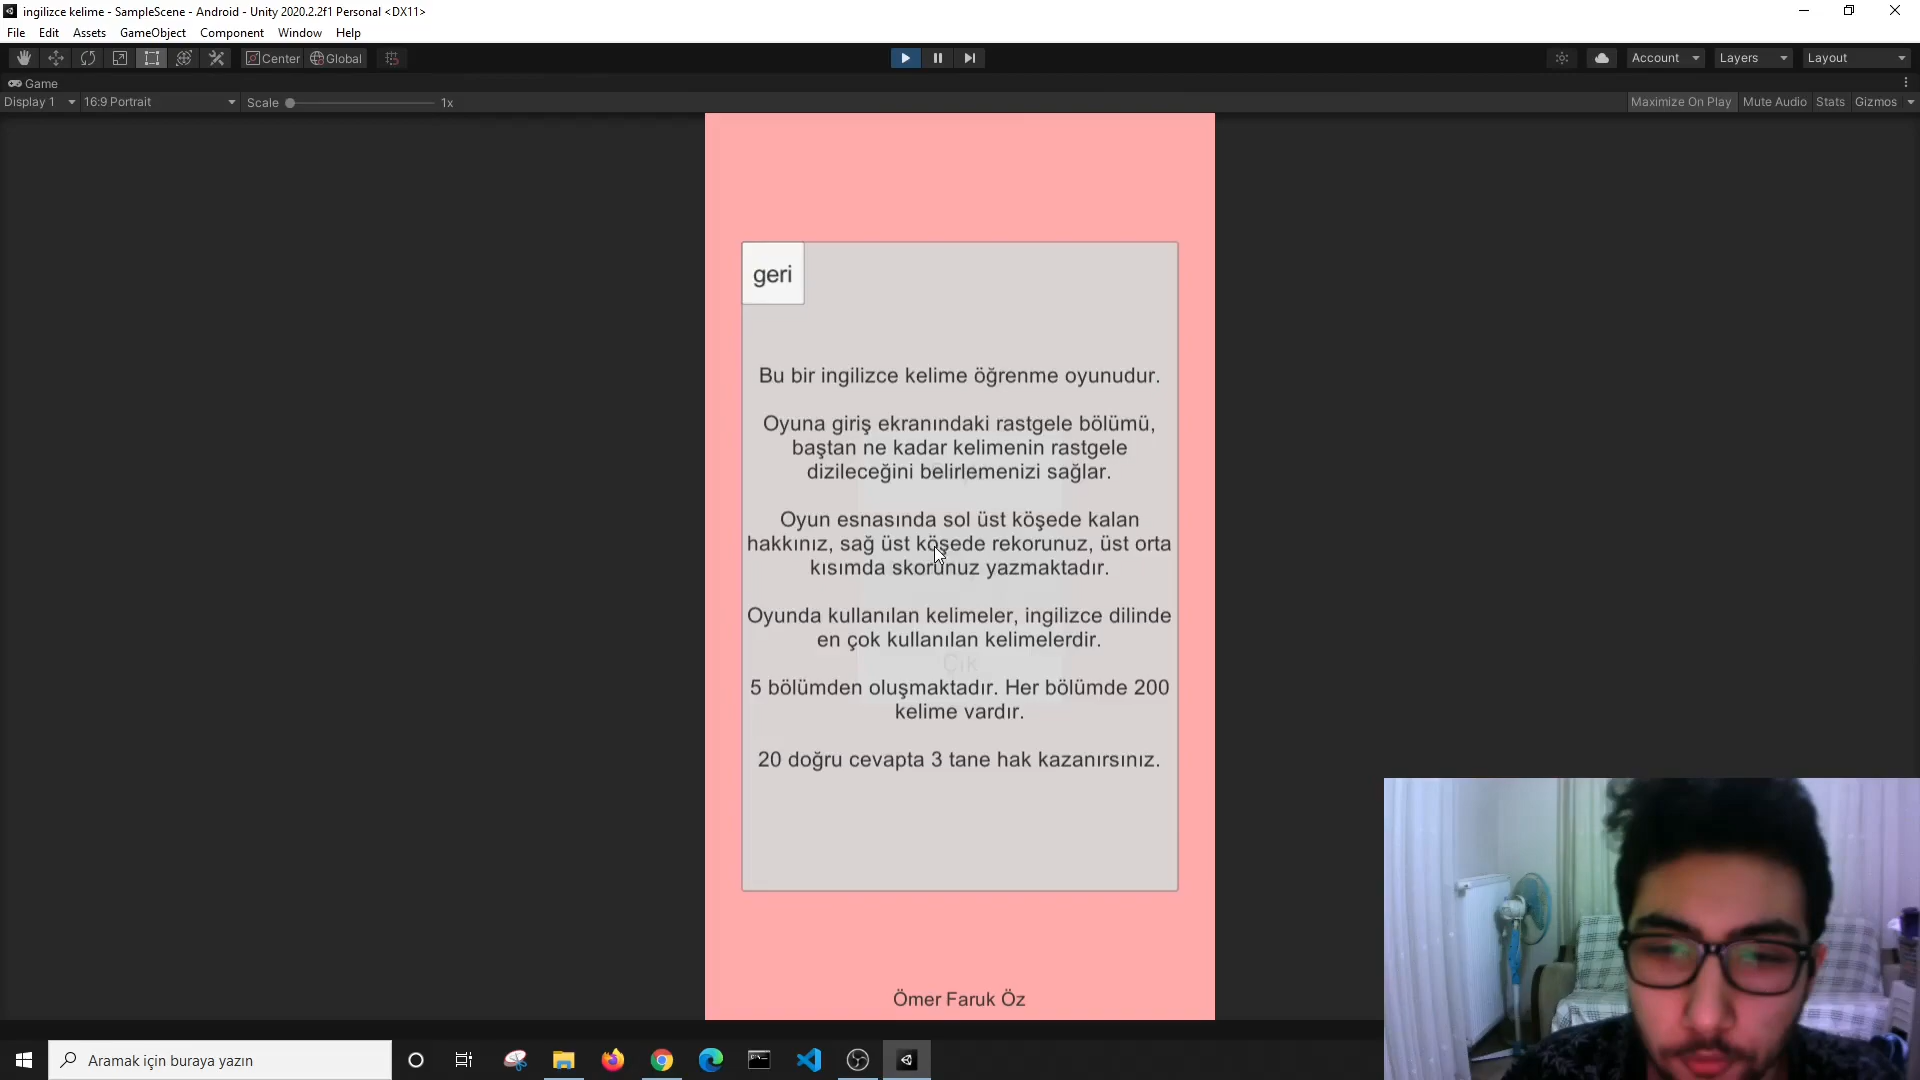 ingilizce kelime - SampleScene - Android - Unity 2020.2.2f1 Personal <DX11>
File Edit Assets GameObject Component Window Help
Center Global Account Layers Layout
Game
Display 1 16:9 Portrait Scale 1x Maximize On Play Mute Audio Stats Gizmos
geri
Bu bir ingilizce kelime öğrenme oyunudur.
Oyuna giriş ekranındaki rastgele bölümü,
baştan ne kadar kelimenin rastgele
dizileceğini belirlemenizi sağlar.
Oyun esnasında sol üst köşede kalan
hakkınız, sağ üst köşede rekorunuz, üst orta
kısımda skorunuz yazmaktadır.
Oyunda kullanılan kelimeler, ingilizce dilinde
en çok kullanılan kelimelerdir.
Çık
5 bölümden oluşmaktadır. Her bölümde 200
kelime vardır.
20 doğru cevapta 3 tane hak kazanırsınız.
Ömer Faruk Öz
Aramak için buraya yazın